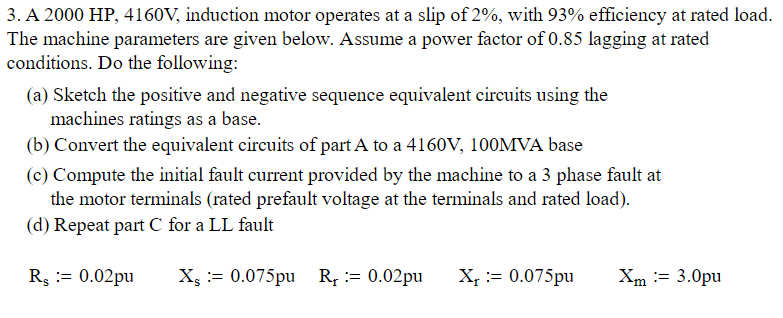 3. A 2000 HP, 4160V, induction motor operates at a slip of 2%, with 93% efficiency at rated load.
The machine parameters are given below. Assume a power factor of 0.85 lagging at rated
conditions. Do the following:
(a) Sketch the positive and negative sequence equivalent circuits using the
machines ratings as a base.
(b) Convert the equivalent circuits of part A to a 4160V, 100MVA base
(c) Compute the initial fault current provided by the machine to a 3 phase fault at
the motor terminals (rated prefault voltage at the terminals and rated load).
(d) Repeat part C for a LL fault
Rs := 0.02pu Xs := 0.075pu Rr := 0.02pu Xr := 0.075pu Xm := 3.0pu